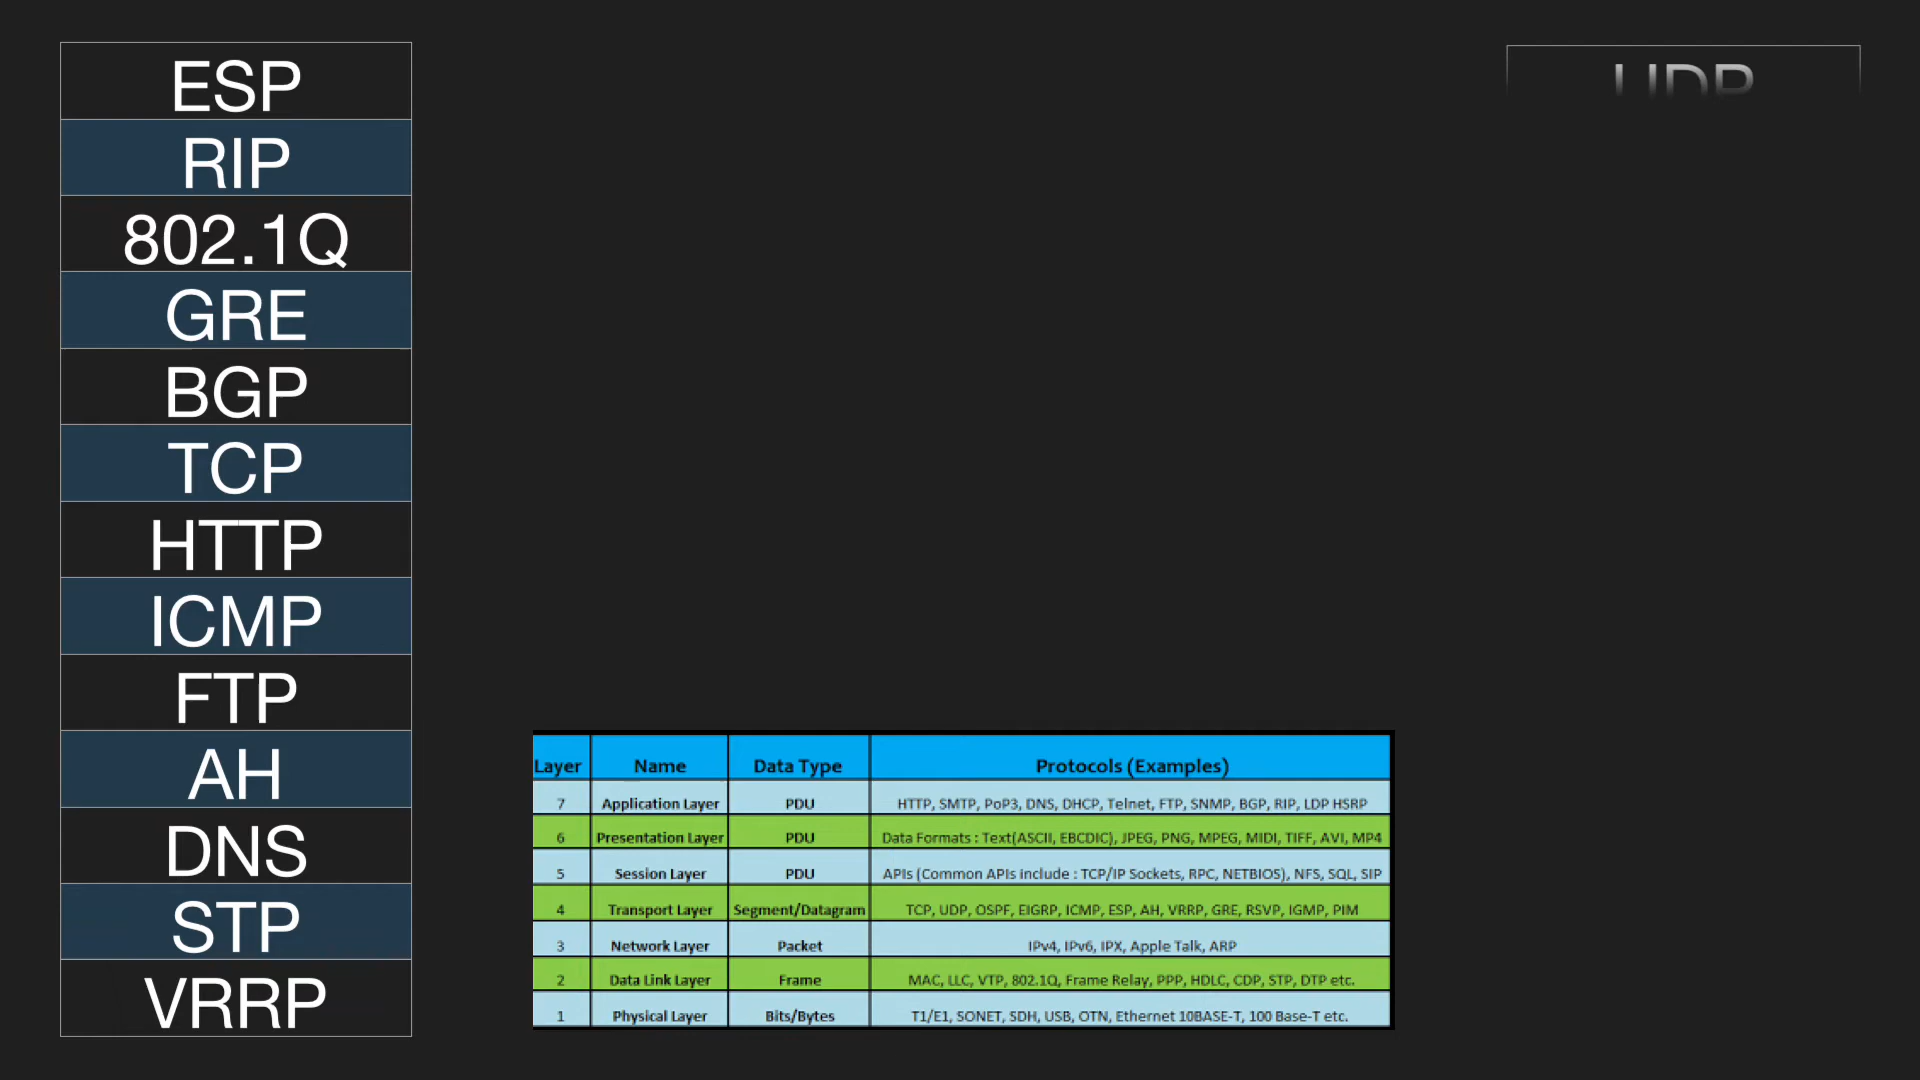 ESP
RIP
802.1Q
GRE
BGP
TCP
HTTP
ICMP
FTP
AH
DNS
STP
VRRP
UDP
Layer Name Data Type Protocols (Examples)
7 Application Layer PDU HTTP, SMTP, PoP3, DNS, DHCP, Telnet, FTP, SNMP, BGP, RIP, LDP HSRP
6 Presentation Layer PDU Data Formats : Text(ASCII, EBCDIC), JPEG, PNG, MPEG, MIDI, TIFF, AVI, MP4
5 Session Layer PDU APIs (Common APIs include : TCP/IP Sockets, RPC, NETBIOS), NFS, SQL, SIP
4 Transport Layer Segment/Datagram TCP, UDP, OSPF, EIGRP, ICMP, ESP, AH, VRRP, GRE, RSVP, IGMP, PIM
3 Network Layer Packet IPv4, IPv6, IPX, Apple Talk, ARP
2 Data Link Layer Frame MAC, LLC, VTP, 802.1Q, Frame Relay, PPP, HDLC, CDP, STP, DTP etc.
1 Physical Layer Bits/Bytes T1/E1, SONET, SDH, USB, OTN, Ethernet 10BASE-T, 100 Base-T etc.